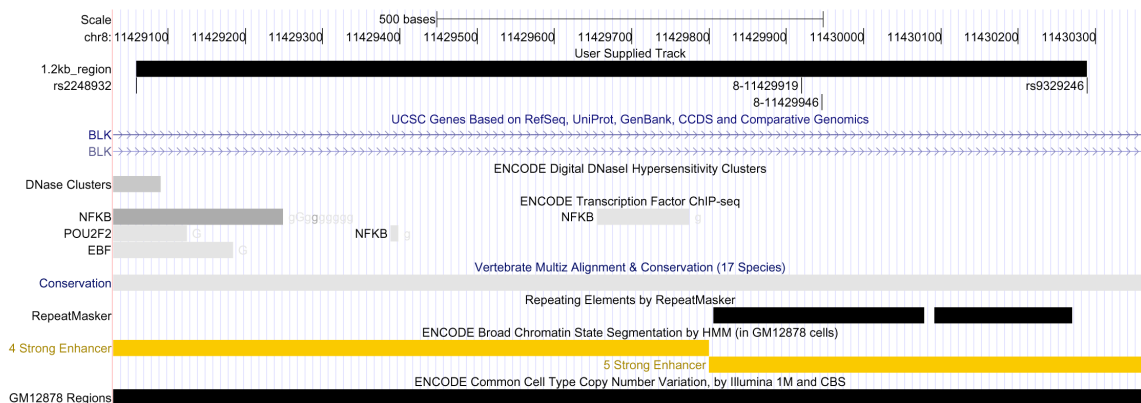 Scale 500 bases
chr8: 11429100 11429200 11429300 11429400 11429500 11429600 11429700 11429800 11429900 11430000 11430100 11430200 11430300
User Supplied Track
1.2kb_region
rs2248932 8-11429919 rs9329246
8-11429946
UCSC Genes Based on RefSeq, UniProt, GenBank, CCDS and Comparative Genomics
BLK
BLK
ENCODE Digital DNaseI Hypersensitivity Clusters
DNase Clusters
ENCODE Transcription Factor ChIP-seq
NFKB gGggggggg NFKB g
POU2F2 G NFKB g
EBF G
Vertebrate Multiz Alignment & Conservation (17 Species)
Conservation
Repeating Elements by RepeatMasker
RepeatMasker
ENCODE Broad Chromatin State Segmentation by HMM (in GM12878 cells)
4 Strong Enhancer
5 Strong Enhancer
ENCODE Common Cell Type Copy Number Variation, by Illumina 1M and CBS
GM12878 Regions